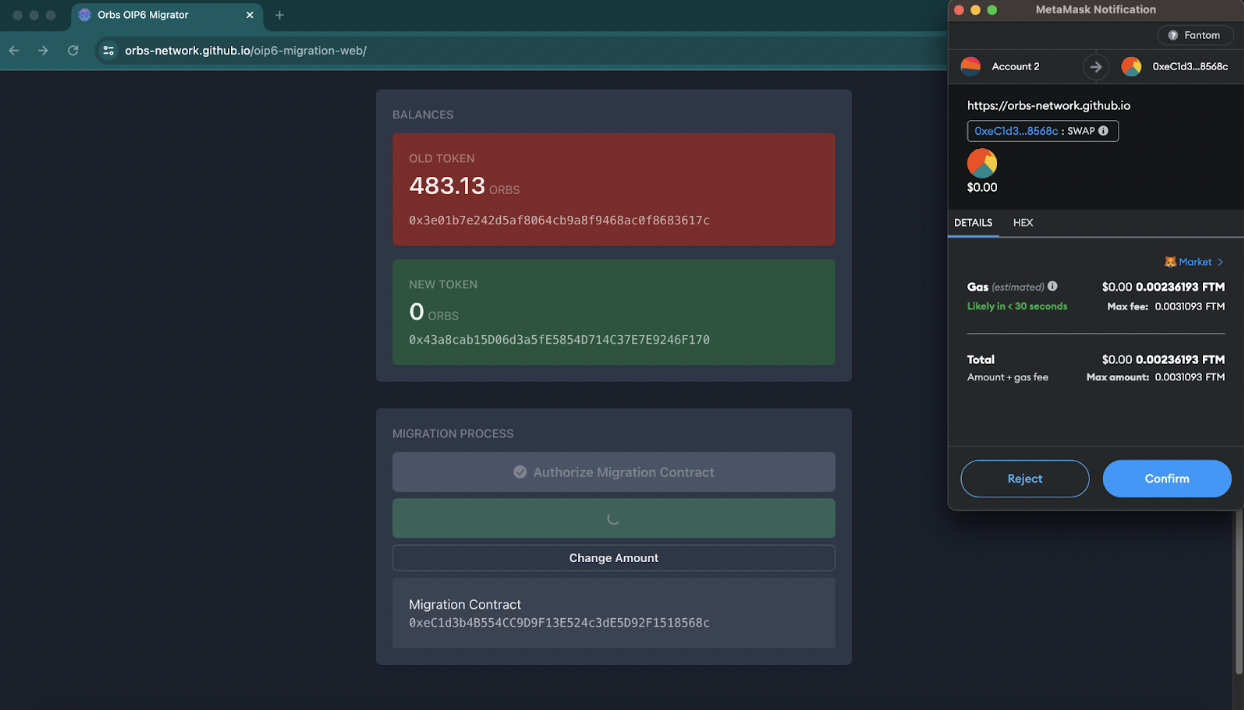 Orbs OIP6 Migrator
orbs-network.github.io/oip6-migration-web/
BALANCES
OLD TOKEN
483.13 ORBS
0x3e01b7e242d5af8064cb9a8f9468ac0f8683617c
NEW TOKEN
0 ORBS
0x43a8cab15D06d3a5fE5854D714C37E7E9246F170
MIGRATION PROCESS
Authorize Migration Contract
Change Amount
Migration Contract
0xeC1d3b4B554CC9D9F13E524c3dE5D92F1518568c
MetaMask Notification
Fantom
Account 2 0xeC1d3...8568c
https://orbs-network.github.io
0xeC1d3...8568c : SWAP
$0.00
DETAILS HEX
Market >
Gas (estimated) $0.00 0.00236193 FTM
Likely in < 30 seconds Max fee: 0.0031093 FTM
Total $0.00 0.00236193 FTM
Amount + gas fee Max amount: 0.0031093 FTM
Reject Confirm